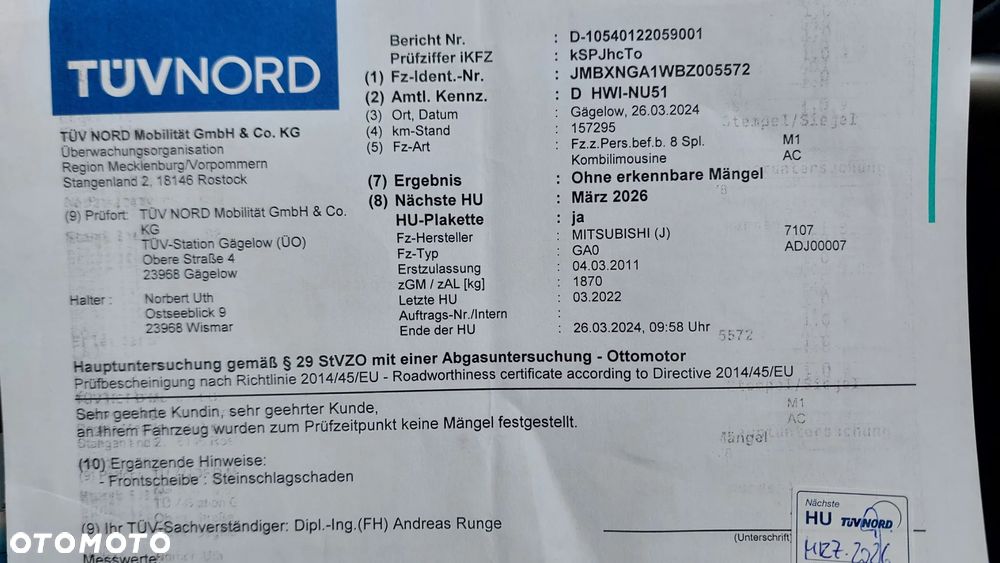 TÜVNORD
TÜV NORD Mobilität GmbH & Co. KG
Überwachungsorganisation
Region Mecklenburg/Vorpommern
Stangenland 2, 18146 Rostock
(9) Prüfort: TÜV NORD Mobilität GmbH & Co.
KG
TÜV-Station Gägelow (ÜO)
Obere Straße 4
23968 Gägelow
Halter : Norbert Uth
Ostseeblick 9
23968 Wismar
Bericht Nr. : D-10540122059001
Prüfziffer iKFZ : kSPJhcTo
(1) Fz-Ident.-Nr. : JMBXNGA1WBZ005572
(2) Amtl. Kennz. : D HWI-NU51
(3) Ort, Datum : Gägelow, 26.03.2024
(4) km-Stand : 157295
(5) Fz-Art : Fz.z.Pers.bef.b. 8 Spl. M1
Kombilimousine AC
(7) Ergebnis : Ohne erkennbare Mängel
(8) Nächste HU : März 2026
HU-Plakette : ja
Fz-Hersteller : MITSUBISHI (J) 7107
Fz-Typ : GA0 ADJ00007
Erstzulassung : 04.03.2011
zGM / zAL [kg] : 1870
Letzte HU : 03.2022
Auftrags-Nr./Intern :
Ende der HU : 26.03.2024, 09:58 Uhr
Stempel/Siegel
5572
Hauptuntersuchung gemäß § 29 StVZO mit einer Abgasuntersuchung - Ottomotor
Prüfbescheinigung nach Richtlinie 2014/45/EU - Roadworthiness certificate according to Directive 2014/45/EU
Sehr geehrte Kundin, sehr geehrter Kunde,
an Ihrem Fahrzeug wurden zum Prüfzeitpunkt keine Mängel festgestellt.
M1
AC
Mängel
(10) Ergänzende Hinweise:
- Frontscheibe : Steinschlagschaden
(9) Ihr TÜV-Sachverständiger: Dipl.-Ing.(FH) Andreas Runge
(Unterschrift)
Messwerte:
Nächste
HU TÜVNORD
MRZ. 2026
OTOMOTO